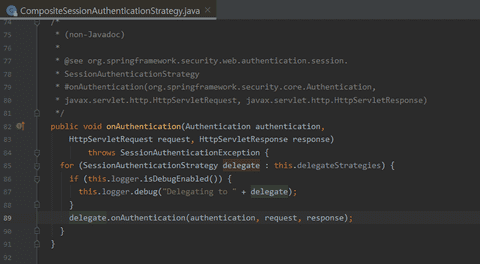 CompositeSessionAuthenticationStrategy.java ×
74 /*
75 * (non-Javadoc)
76 *
77 * @see org.springframework.security.web.authentication.session.
78 * SessionAuthenticationStrategy
79 * #onAuthentication(org.springframework.security.core.Authentication,
80 * javax.servlet.http.HttpServletRequest, javax.servlet.http.HttpServletResponse)
81 */
82 public void onAuthentication(Authentication authentication,
83 HttpServletRequest request, HttpServletResponse response)
84 throws SessionAuthenticationException {
85 for (SessionAuthenticationStrategy delegate : this.delegateStrategies) {
86 if (this.logger.isDebugEnabled()) {
87 this.logger.debug("Delegating to " + delegate);
88 }
89 delegate.onAuthentication(authentication, request, response);
90 }
91 }
92